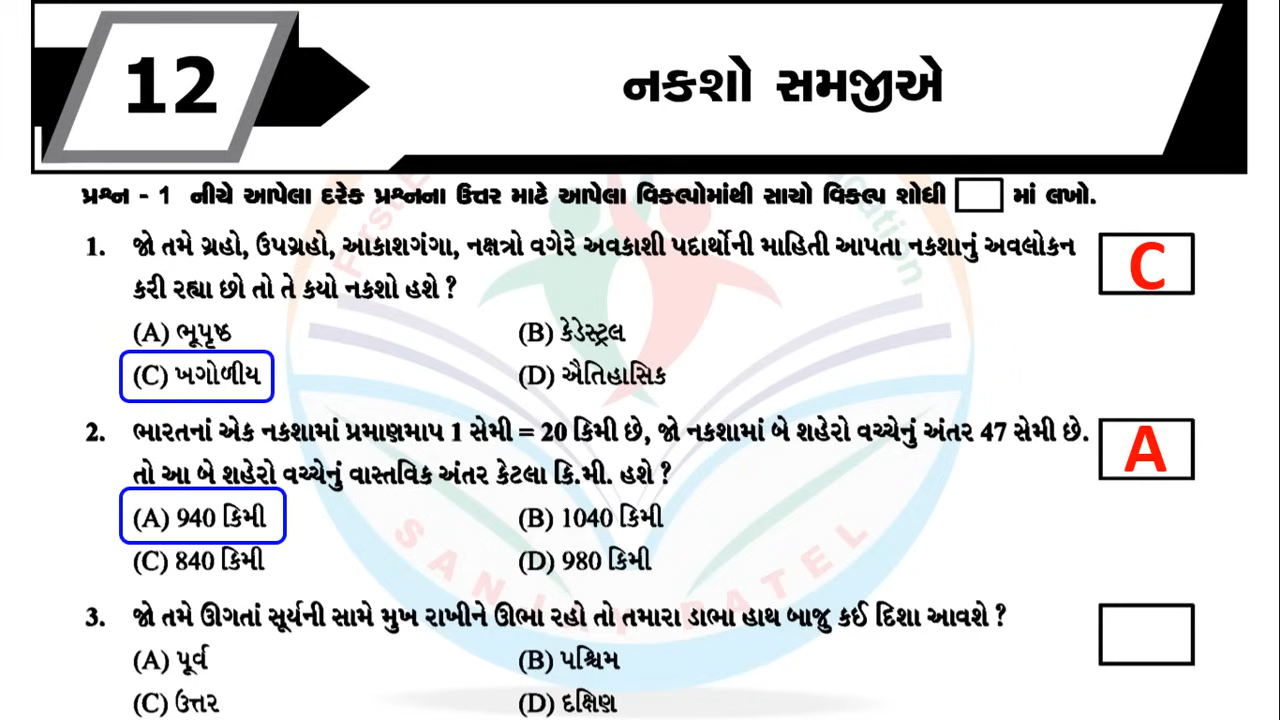 12
નકશો સમજીએ
પ્રશ્ન - 1 નીચે આપેલા દરેક પ્રશ્નના ઉત્તર માટે આપેલા વિકલ્પોમાંથી સાચો વિકલ્પ શોધી માં લખો.
1. જો તમે ગ્રહો, ઉપગ્રહો, આકાશગંગા, નક્ષત્રો વગેરે અવકાશી પદાર્થોની માહિતી આપતા નકશાનું અવલોકન
C
કરી રહ્યા છો તો તે કયો નકશો હશે ?
(A) ભૂપૃષ્ઠ (B) કેડેસ્ટ્રલ
(C) ખગોળીય (D) ઐતિહાસિક
2. ભારતનાં એક નકશામાં પ્રમાણમાપ 1 સેમી = 20 કિમી છે, જો નકશામાં બે શહેરો વચ્ચેનું અંતર 47 સેમી છે.
A
તો આ બે શહેરો વચ્ચેનું વાસ્તવિક અંતર કેટલા કિ.મી. હશે ?
(A) 940 કિમી (B) 1040 કિમી
(C) 840 કિમી (D) 980 કિમી
3. જો તમે ઊગતાં સૂર્યની સામે મુખ રાખીને ઊભા રહો તો તમારા ડાબા હાથ બાજુ કઈ દિશા આવશે ?
(A) પૂર્વ (B) પશ્ચિમ
(C) ઉત્તર (D) દક્ષિણ
SANJAY PATEL